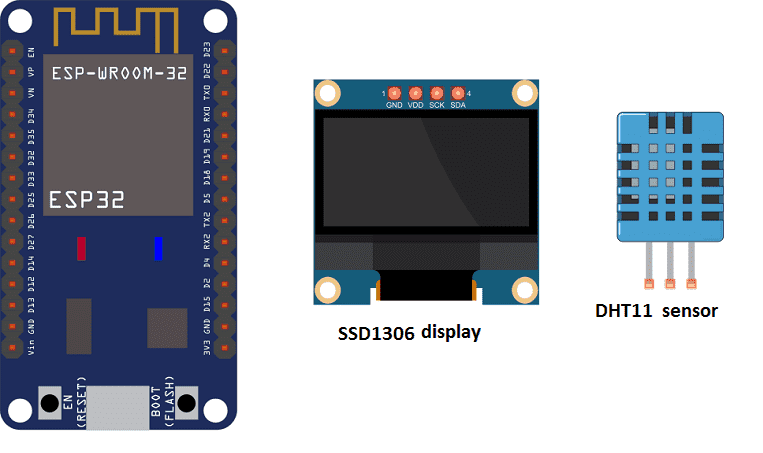 EN
VP
VN
D34
D35
D32
D33
D25
D26
D27
D14
D12
D13
GND
Vin
ESP-WROOM-32
ESP32
D23
D22
TX0
RX0
D21
D19
D18
D5
TX2
RX2
D4
D2
D15
GND
3V3
EN
(RESET)
BOOT
(FLASH)
1 4
GND VDD SCK SDA
SSD1306 display
DHT11 sensor